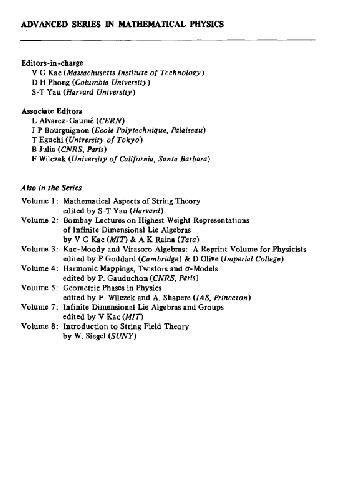 ADVANCED SERIES IN MATHEMATICAL PHYSICS
Editors-in-charge
V G Kac (Massachusetts Institute of Technology)
D H Phong (Columbia University)
S-T Yau (Harvard University)
Associate Editors
L Alvarez-Gaumé (CERN)
J P Bourguignon (Ecole Polytechnique, Palaiseau)
T Eguchi (University of Tokyo)
B Julia (CNRS, Paris)
F Wilczek (University of California, Santa Barbara)
Also in the Series
Volume 1: Mathematical Aspects of String Theory
edited by S-T Yau (Harvard)
Volume 2: Bombay Lectures on Highest Weight Representations
of Infinite Dimensional Lie Algebras
by V G Kac (MIT) & A K Raina (Tata)
Volume 3: Kac-Moody and Virasoro Algebras: A Reprint Volume for Physicists
edited by P Goddard (Cambridge) & D Olive (Imperial College)
Volume 4: Harmonic Mappings, Twistors and σ-Models
edited by P. Gauduchon (CNRS, Paris)
Volume 5: Geometric Phases in Physics
edited by F. Wilczek and A. Shapere (IAS, Princeton)
Volume 7: Infinite Dimensional Lie Algebras and Groups
edited by V Kac (MIT)
Volume 8: Introduction to String Field Theory
by W. Siegel (SUNY)